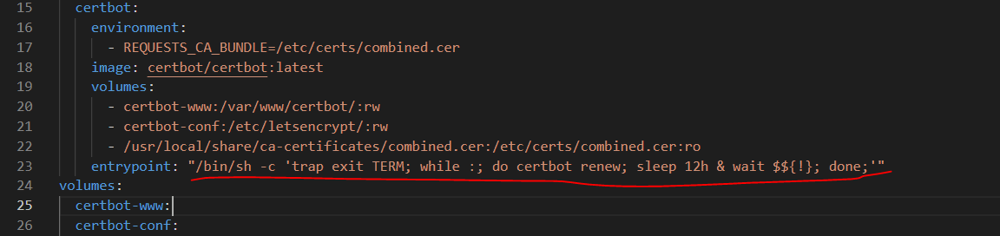 15 certbot:
16 environment:
17 - REQUESTS_CA_BUNDLE=/etc/certs/combined.cer
18 image: certbot/certbot:latest
19 volumes:
20 - certbot-www:/var/www/certbot/:rw
21 - certbot-conf:/etc/letsencrypt/:rw
22 - /usr/local/share/ca-certificates/combined.cer:/etc/certs/combined.cer:ro
23 entrypoint: "/bin/sh -c 'trap exit TERM; while :; do certbot renew; sleep 12h & wait $${!}; done;'"
24 volumes:
25 certbot-www:
26 certbot-conf: